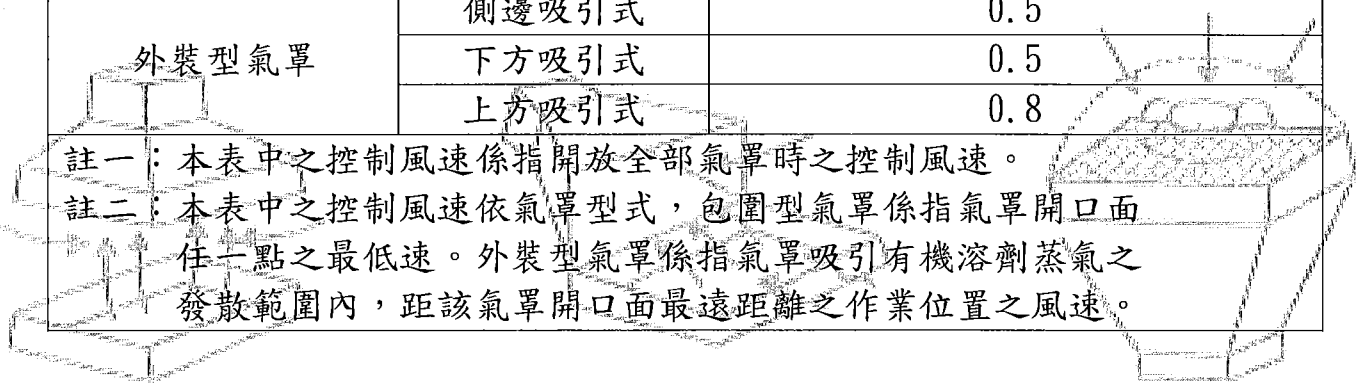 側邊吸引式 0.5
外裝型氣罩 下方吸引式 0.5
上方吸引式 0.8
註一：本表中之控制風速係指開放全部氣罩時之控制風速。
註二：本表中之控制風速依氣罩型式，包圍型氣罩係指氣罩開口面
任一點之最低速。外裝型氣罩係指氣罩吸引有機溶劑蒸氣之
發散範圍內，距該氣罩開口面最遠距離之作業位置之風速。